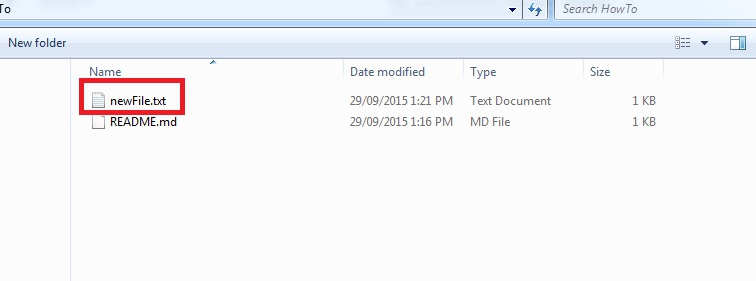 To
Search HowTo
New folder
Name Date modified Type Size
newFile.txt 29/09/2015 1:21 PM Text Document 1 KB
README.md 29/09/2015 1:16 PM MD File 1 KB